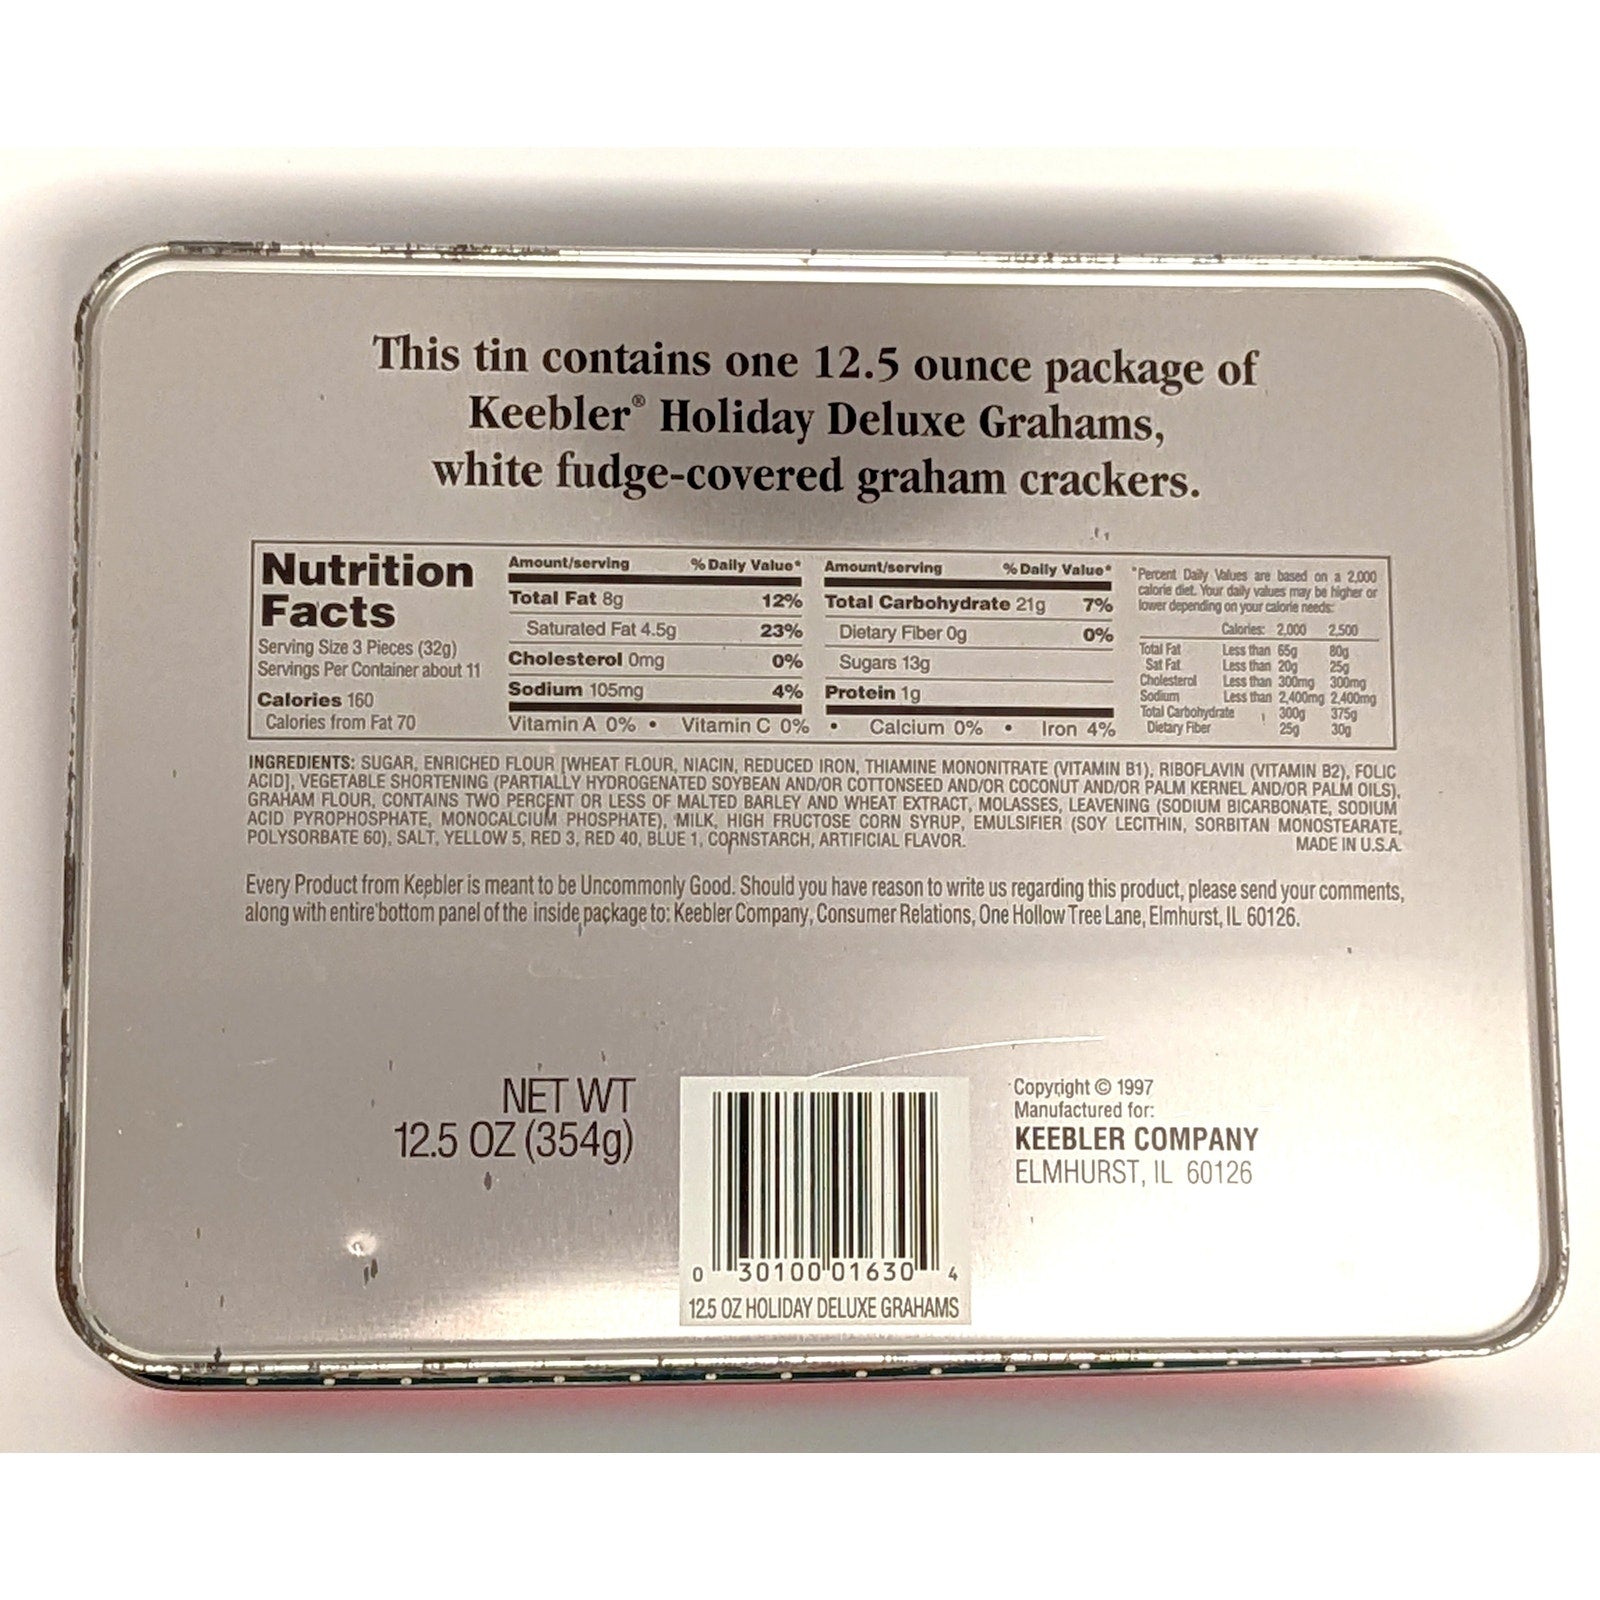 This tin contains one 12.5 ounce package of
Keebler® Holiday Deluxe Grahams,
white fudge-covered graham crackers.
Nutrition
Facts
Serving Size 3 Pieces (32g)
Servings Per Container about 11
Calories 160
Calories from Fat 70
Amount/serving % Daily Value*
Total Fat 8g 12%
Saturated Fat 4.5g 23%
Cholesterol 0mg 0%
Sodium 105mg 4%
Amount/serving % Daily Value*
Total Carbohydrate 21g 7%
Dietary Fiber 0g 0%
Sugars 13g
Protein 1g
Vitamin A 0% • Vitamin C 0% • Calcium 0% • Iron 4%
*Percent Daily Values are based on a 2,000
calorie diet. Your daily values may be higher or
lower depending on your calorie needs:
Calories: 2,000 2,500
Total Fat Less than 65g 80g
Sat Fat Less than 20g 25g
Cholesterol Less than 300mg 300mg
Sodium Less than 2,400mg 2,400mg
Total Carbohydrate 300g 375g
Dietary Fiber 25g 30g
INGREDIENTS: SUGAR, ENRICHED FLOUR [WHEAT FLOUR, NIACIN, REDUCED IRON, THIAMINE MONONITRATE (VITAMIN B1), RIBOFLAVIN (VITAMIN B2), FOLIC
ACID], VEGETABLE SHORTENING (PARTIALLY HYDROGENATED SOYBEAN AND/OR COTTONSEED AND/OR COCONUT AND/OR PALM KERNEL AND/OR PALM OILS),
GRAHAM FLOUR, CONTAINS TWO PERCENT OR LESS OF MALTED BARLEY AND WHEAT EXTRACT, MOLASSES, LEAVENING (SODIUM BICARBONATE, SODIUM
ACID PYROPHOSPHATE, MONOCALCIUM PHOSPHATE), MILK, HIGH FRUCTOSE CORN SYRUP, EMULSIFIER (SOY LECITHIN, SORBITAN MONOSTEARATE,
POLYSORBATE 60), SALT, YELLOW 5, RED 3, RED 40, BLUE 1, CORNSTARCH, ARTIFICIAL FLAVOR. MADE IN U.S.A.
Every Product from Keebler is meant to be Uncommonly Good. Should you have reason to write us regarding this product, please send your comments,
along with entire bottom panel of the inside package to: Keebler Company, Consumer Relations, One Hollow Tree Lane, Elmhurst, IL 60126.
NET WT
12.5 OZ (354g)
0 30100 01630 4
12.5 OZ HOLIDAY DELUXE GRAHAMS
Copyright © 1997
Manufactured for:
KEEBLER COMPANY
ELMHURST, IL 60126